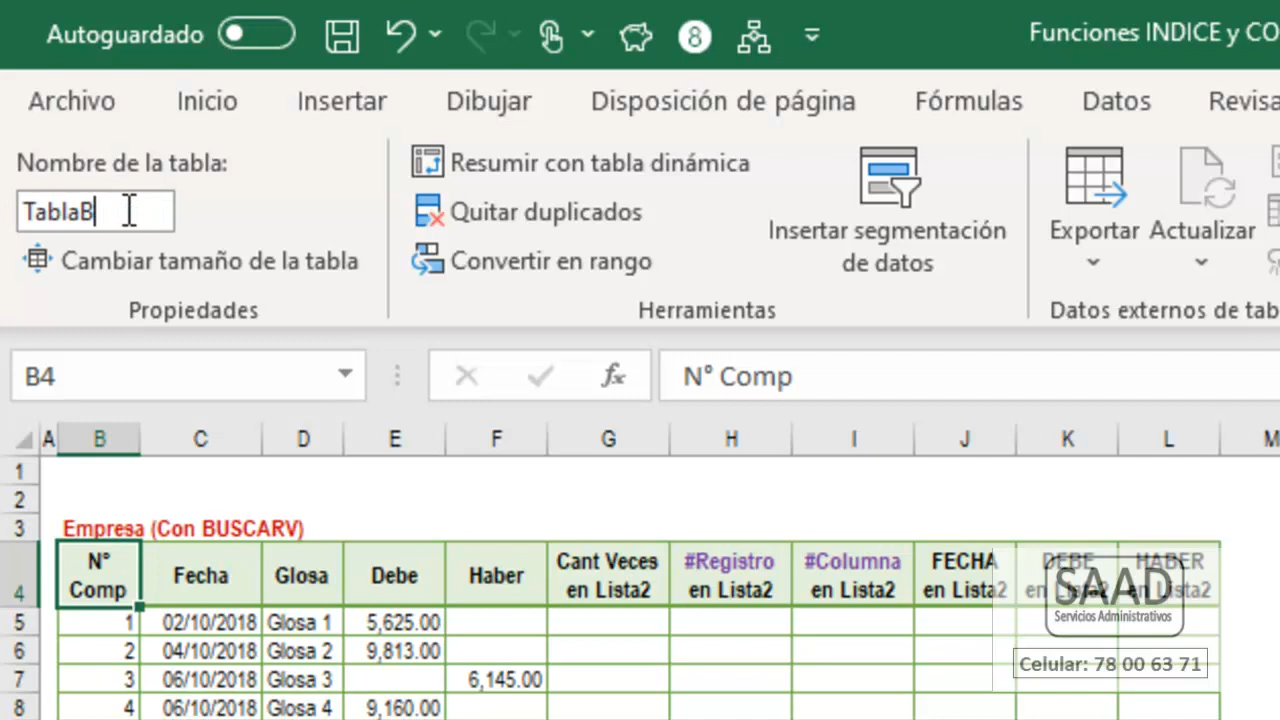 Autoguardado
8
Funciones INDICE y CO
Archivo Inicio Insertar Dibujar Disposición de página Fórmulas Datos Revisa
Nombre de la tabla:
TablaB
Cambiar tamaño de la tabla
Propiedades
Resumir con tabla dinámica
Quitar duplicados
Convertir en rango
Insertar segmentación
de datos
Herramientas
Exportar Actualizar
Datos externos de tab
B4 fx N° Comp
A B C D E F G H I J K L M
1
2
3 Empresa (Con BUSCARV)
4 N° Comp Fecha Glosa Debe Haber Cant Veces en Lista2 #Registro en Lista2 #Columna en Lista2 FECHA en Lista2 DEBE en Lista2 HABER en Lista2
5 1 02/10/2018 Glosa 1 5,625.00
6 2 04/10/2018 Glosa 2 9,813.00
7 3 06/10/2018 Glosa 3 6,145.00
8 4 06/10/2018 Glosa 4 9,160.00
SAAD
Servicios Administrativos
Celular: 78 00 63 71